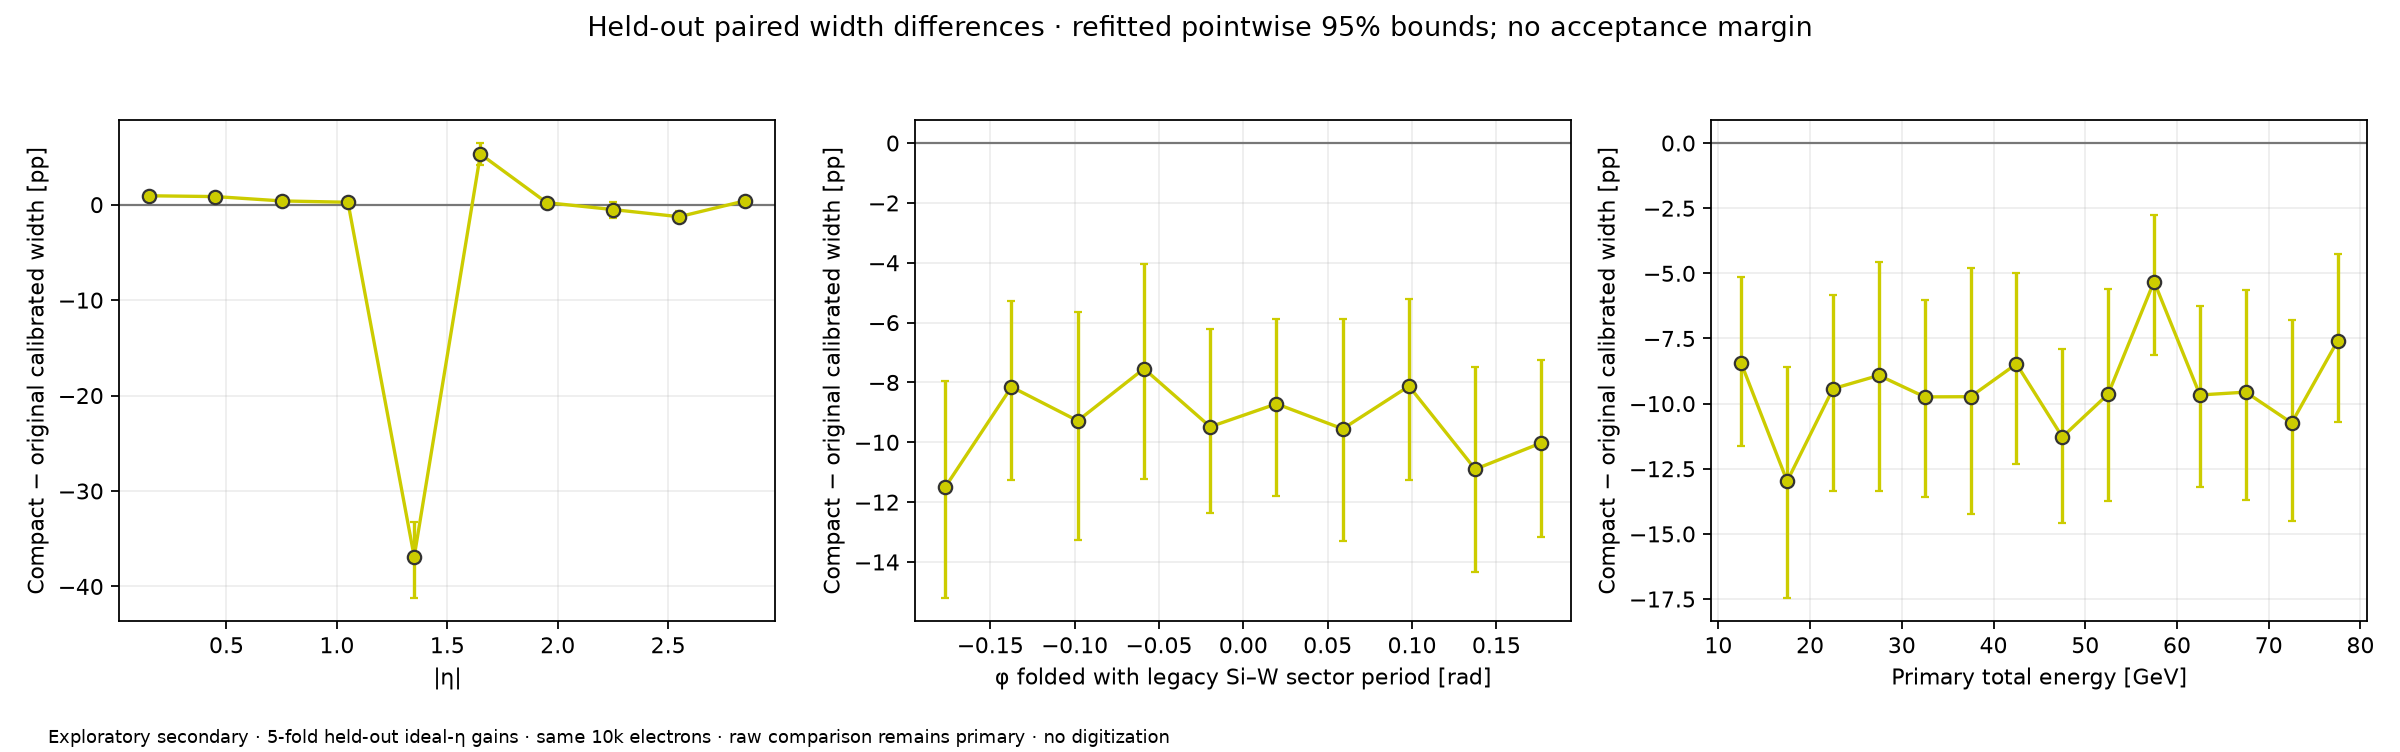 Held-out paired width differences · refitted pointwise 95% bounds; no acceptance margin
Compact − original calibrated width [pp]
0
−10
−20
−30
−40
0.5 1.0 1.5 2.0 2.5
|η|
Compact − original calibrated width [pp]
0
−2
−4
−6
−8
−10
−12
−14
−0.15 −0.10 −0.05 0.00 0.05 0.10 0.15
φ folded with legacy Si–W sector period [rad]
Compact − original calibrated width [pp]
0.0
−2.5
−5.0
−7.5
−10.0
−12.5
−15.0
−17.5
10 20 30 40 50 60 70 80
Primary total energy [GeV]
Exploratory secondary · 5-fold held-out ideal-η gains · same 10k electrons · raw comparison remains primary · no digitization